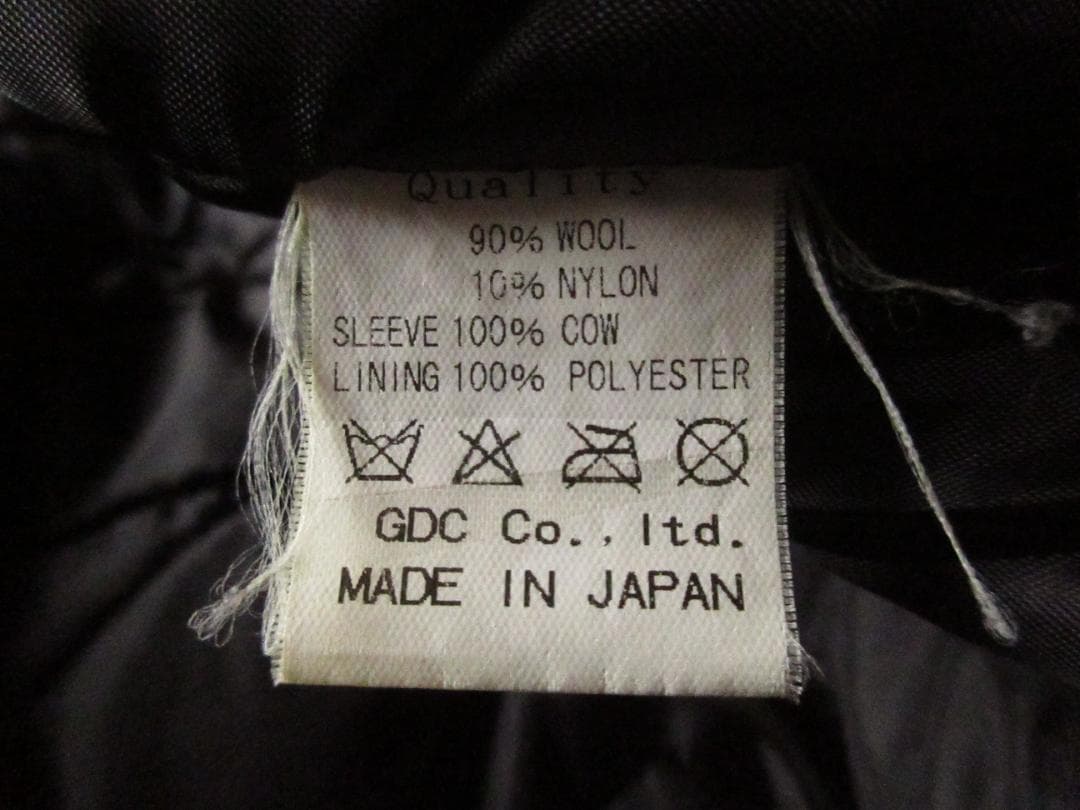 Quality
90% WOOL
10% NYLON
SLEEVE 100% COW
LINING 100% POLYESTER
GDC Co., ltd.
MADE IN JAPAN